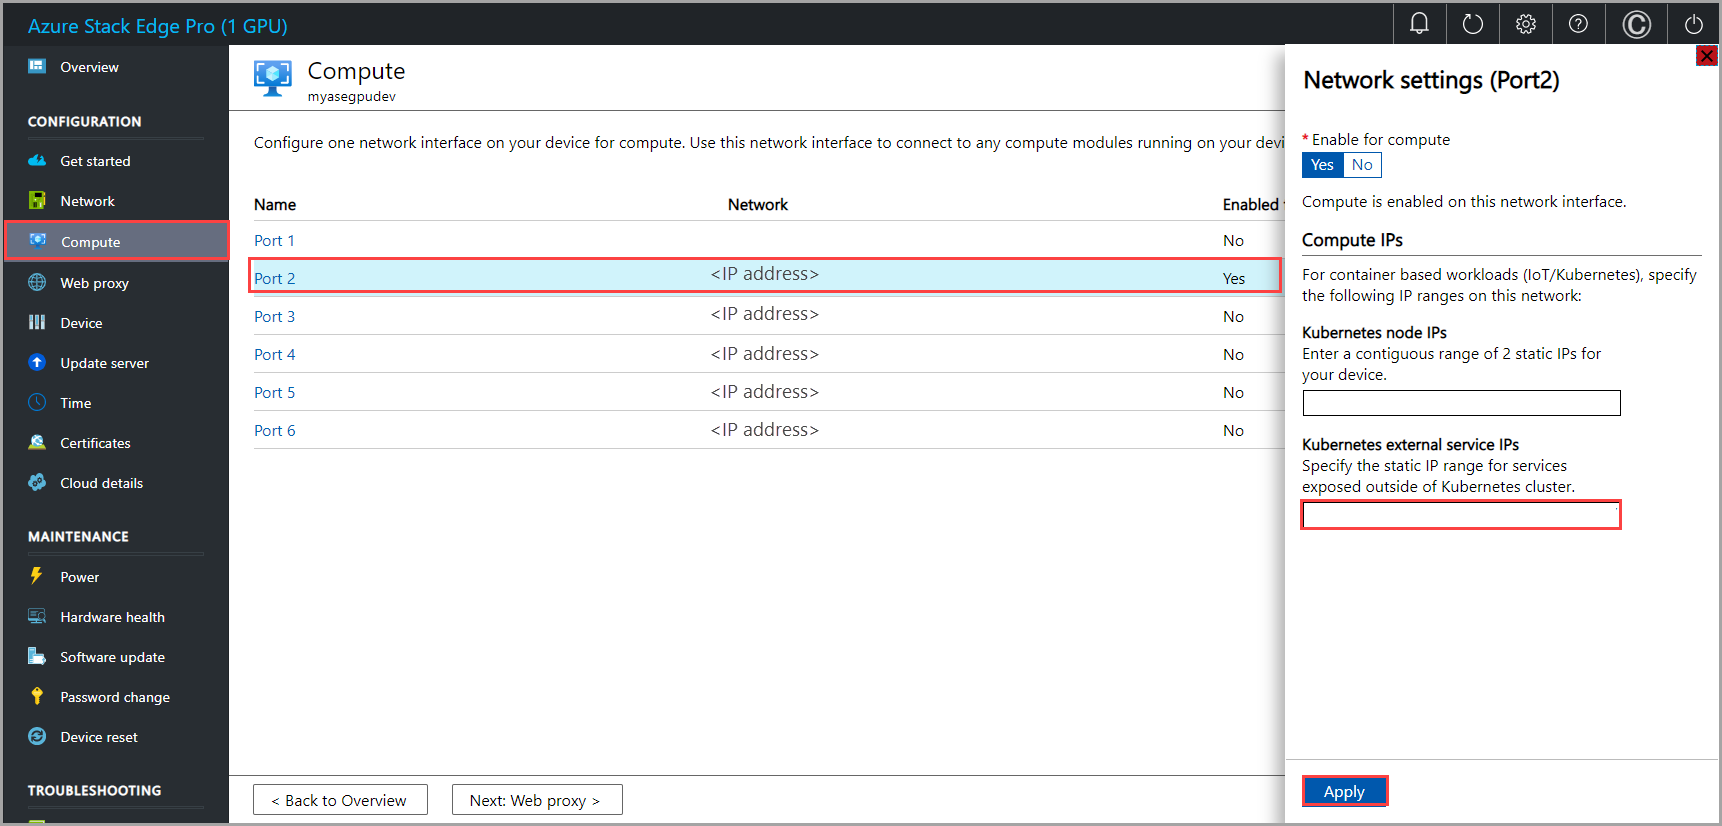 Azure Stack Edge Pro (1 GPU)
Overview
CONFIGURATION
Get started
Network
Compute
Web proxy
Device
Update server
Time
Certificates
Cloud details
MAINTENANCE
Power
Hardware health
Software update
Password change
Device reset
TROUBLESHOOTING
Compute
myasegpudev
Configure one network interface on your device for compute. Use this network interface to connect to any compute modules running on your devi
Name Network Enabled
Port 1 No
Port 2 <IP address> Yes
Port 3 <IP address> No
Port 4 <IP address> No
Port 5 <IP address> No
Port 6 <IP address> No
< Back to Overview
Next: Web proxy >
Network settings (Port2)
* Enable for compute
Yes No
Compute is enabled on this network interface.
Compute IPs
For container based workloads (IoT/Kubernetes), specify
the following IP ranges on this network:
Kubernetes node IPs
Enter a contiguous range of 2 static IPs for
your device.
Kubernetes external service IPs
Specify the static IP range for services
exposed outside of Kubernetes cluster.
Apply